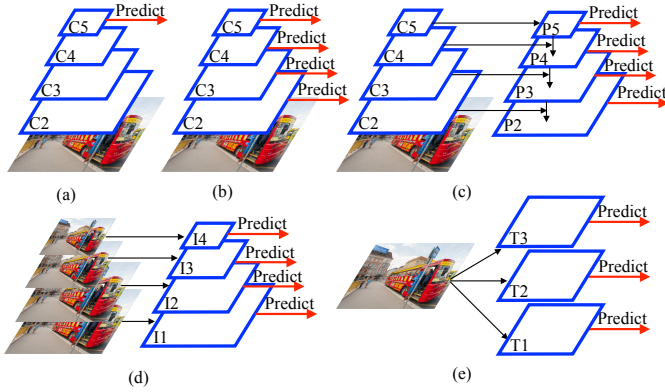 C5 Predict
C4
C3
C2
(a)
C5 Predict
C4 Predict
C3 Predict
C2 Predict
(b)
C5 P5 Predict
C4 P4 Predict
C3 P3 Predict
C2 P2 Predict
(c)
I4 Predict
I3 Predict
I2 Predict
I1 Predict
(d)
T3 Predict
T2 Predict
T1 Predict
(e)